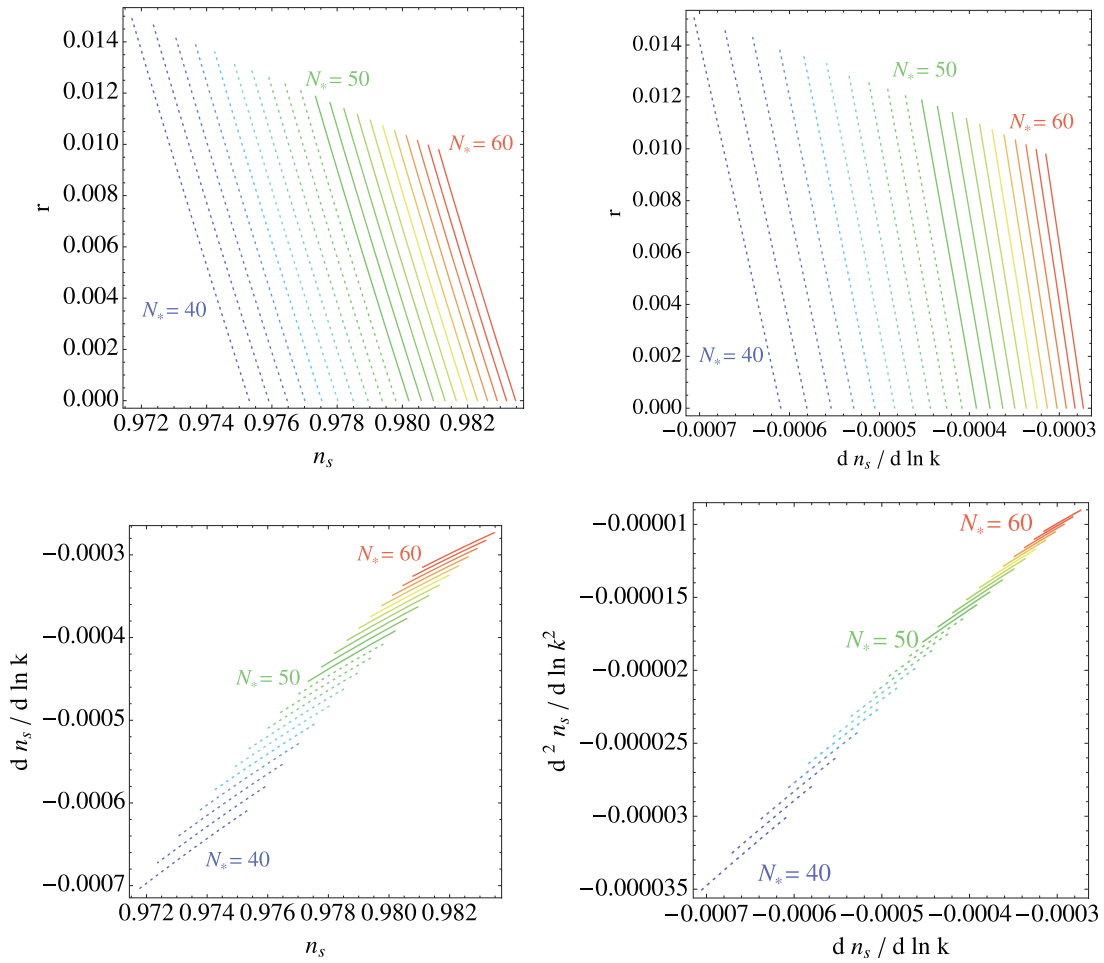 0.014
0.012
0.010
0.008
0.006
0.004
0.002
0.000
r
N* = 50
N* = 60
N* = 40
0.972 0.974 0.976 0.978 0.980 0.982
n_s
0.014
0.012
0.010
0.008
0.006
0.004
0.002
0.000
r
N* = 50
N* = 60
N* = 40
−0.0007 −0.0006 −0.0005 −0.0004 −0.0003
d n_s / d ln k
−0.0003
−0.0004
−0.0005
−0.0006
−0.0007
d n_s / d ln k
N* = 60
N* = 50
N* = 40
0.972 0.974 0.976 0.978 0.980 0.982
n_s
−0.00001
−0.000015
−0.00002
−0.000025
−0.00003
−0.000035
d² n_s / d ln k²
N* = 60
N* = 50
N* = 40
−0.0007 −0.0006 −0.0005 −0.0004 −0.0003
d n_s / d ln k